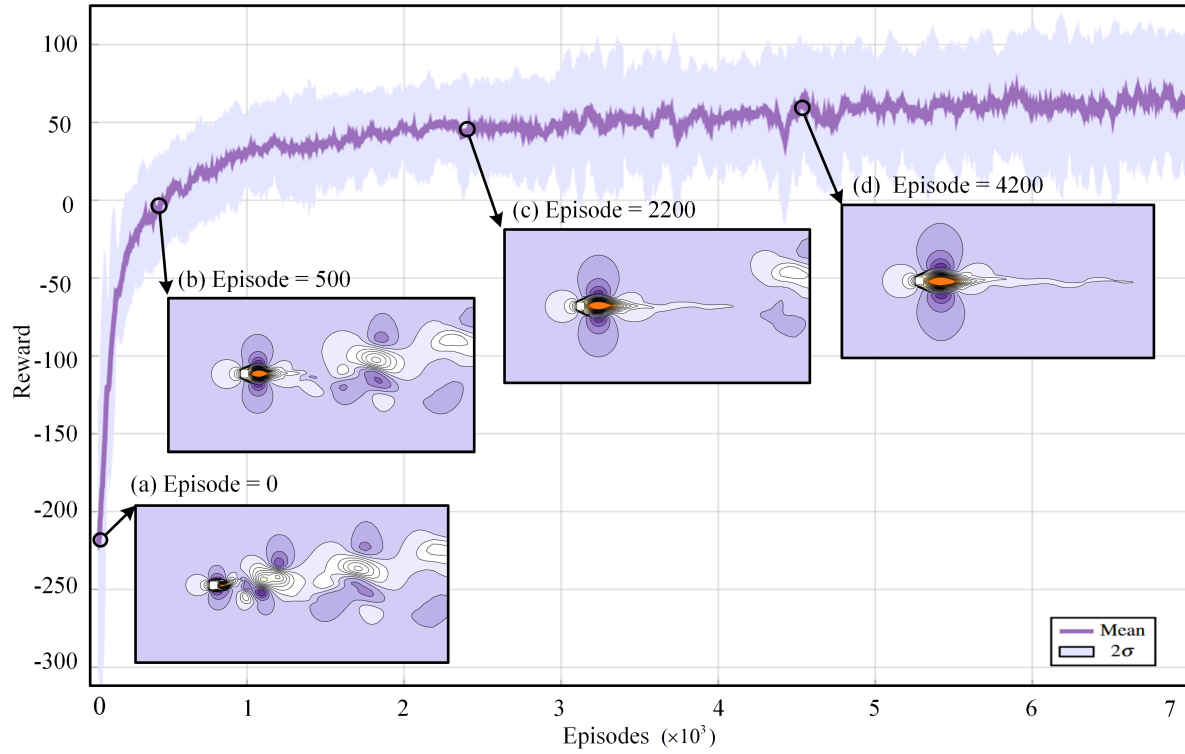 100
50
0
-50
-100
-150
-200
-250
-300
Reward
(a) Episode = 0
(b) Episode = 500
(c) Episode = 2200
(d) Episode = 4200
Mean
2σ
0 1 2 3 4 5 6 7
Episodes (×10³)